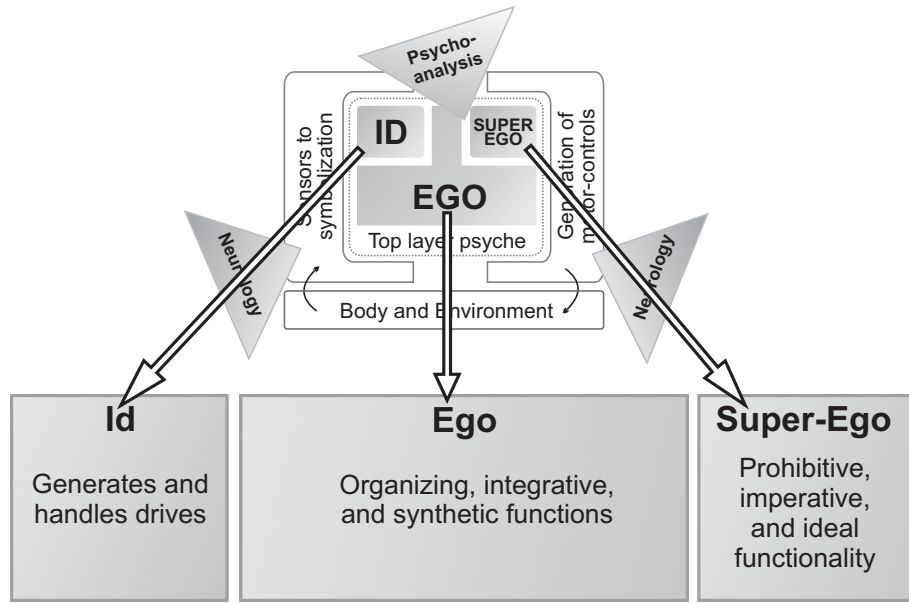 Psycho-
analysis
Sensors to
symbolization
ID
SUPER
EGO
EGO
Top layer psyche
Generation of
motor-controls
Neurology
Neurology
Body and Environment
Id
Generates and
handles drives
Ego
Organizing, integrative,
and synthetic functions
Super-Ego
Prohibitive,
imperative,
and ideal
functionality